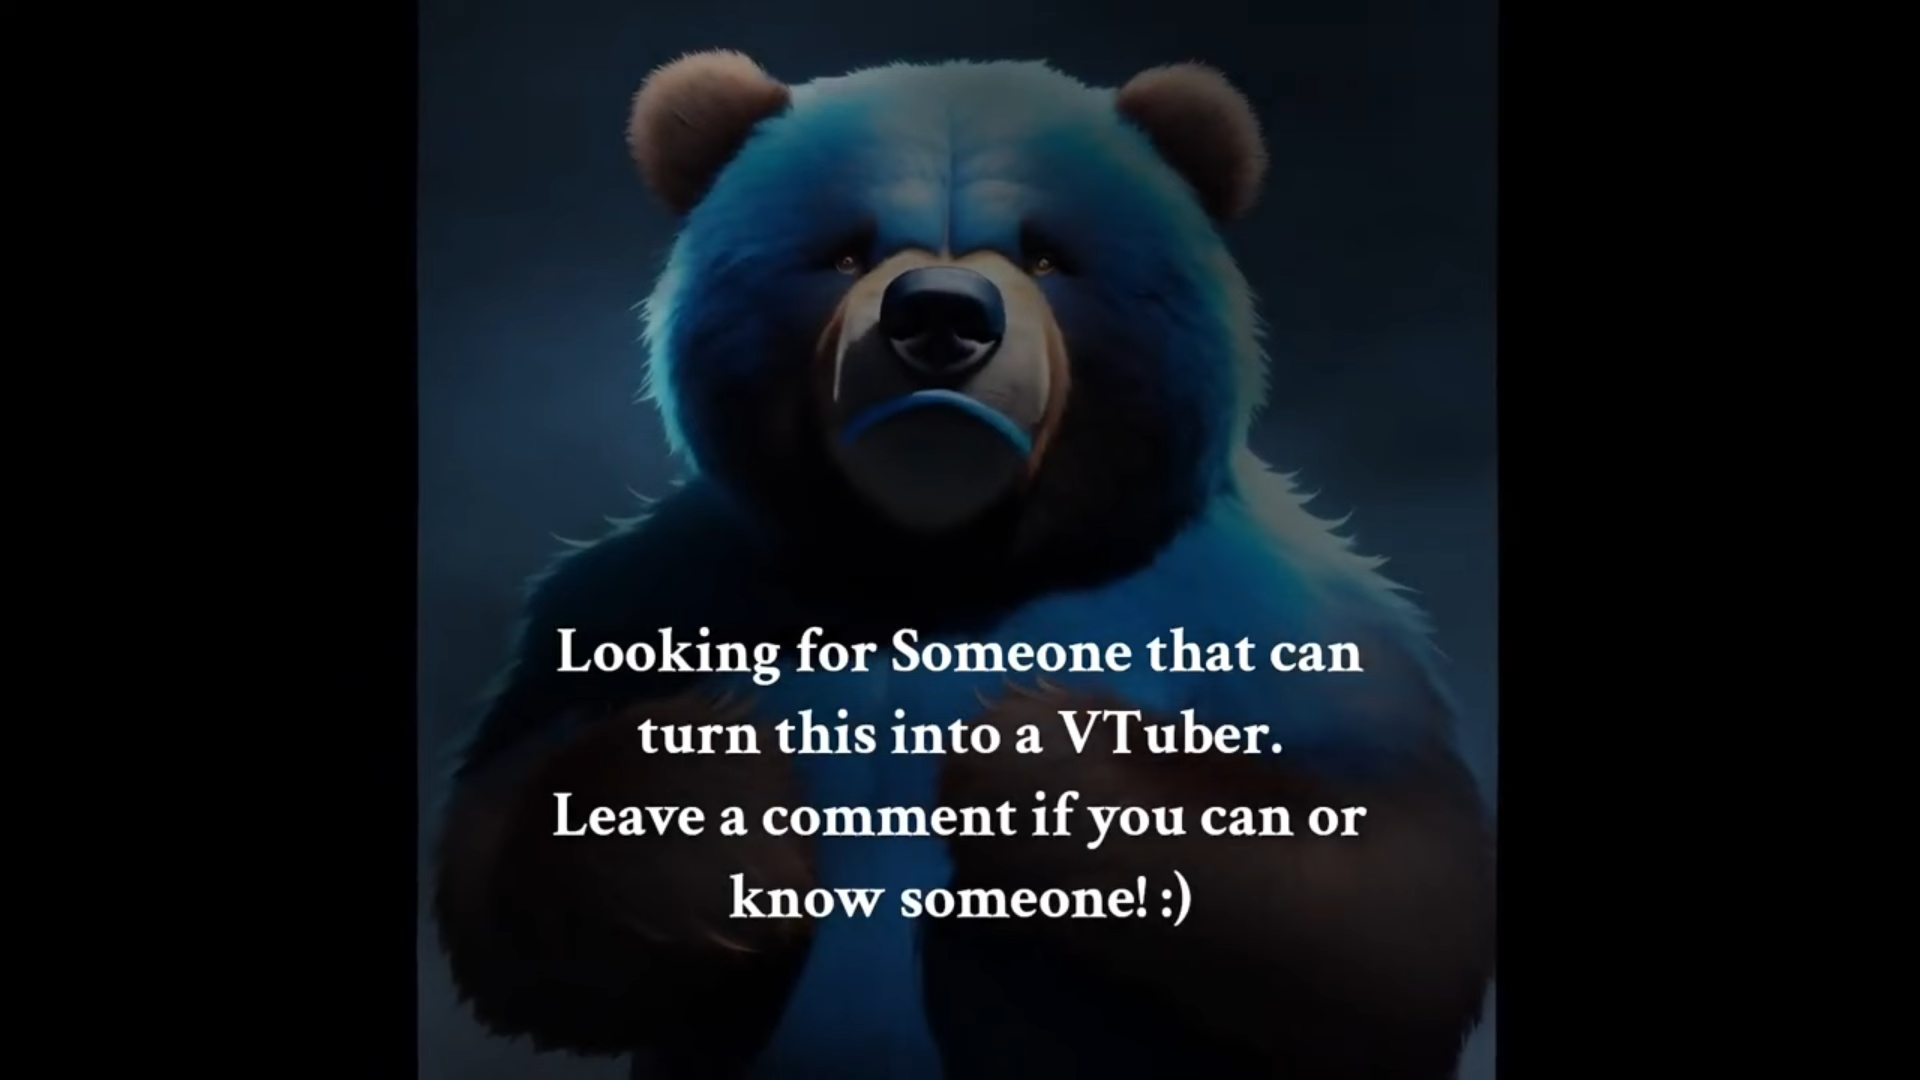 Looking for Someone that can
turn this into a VTuber.
Leave a comment if you can or
know someone! :)